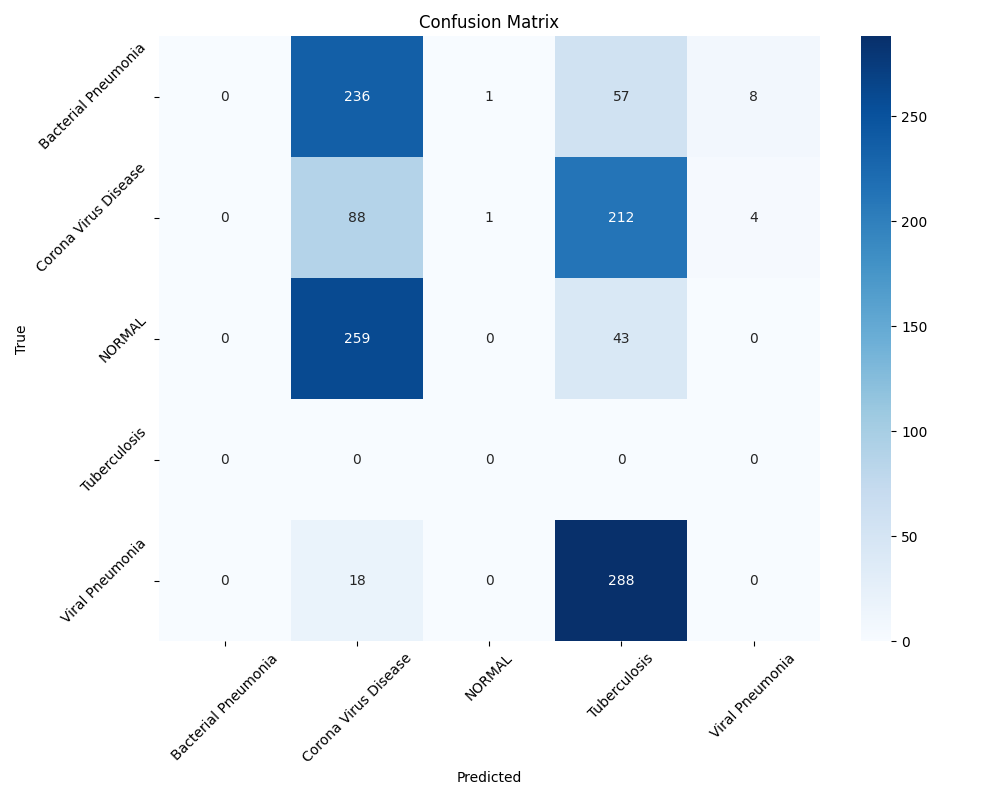 Confusion Matrix
True
Bacterial Pneumonia
0 236 1 57 8
Corona Virus Disease
0 88 1 212 4
NORMAL
0 259 0 43 0
Tuberculosis
0 0 0 0 0
Viral Pneumonia
0 18 0 288 0
Bacterial Pneumonia
Corona Virus Disease
NORMAL
Tuberculosis
Viral Pneumonia
Predicted
250
200
150
100
50
0